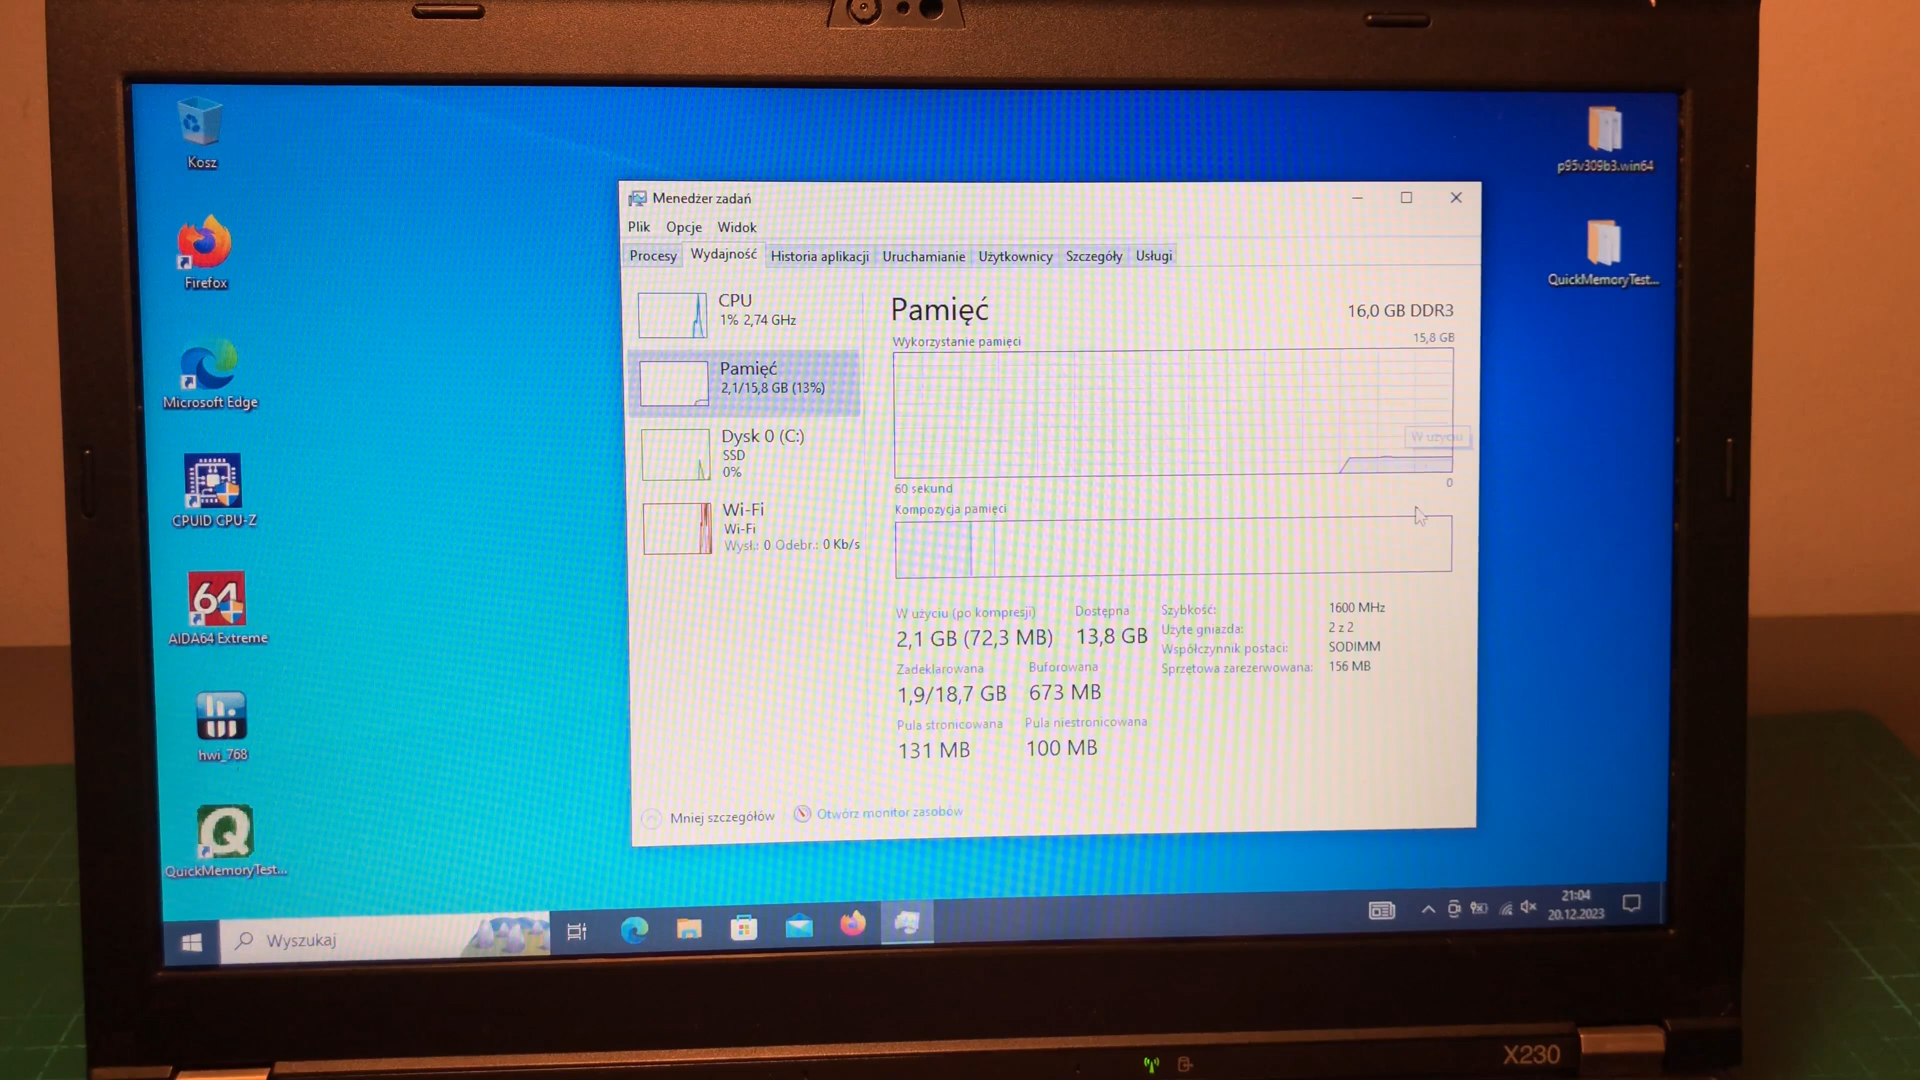 Kosz
Firefox
Microsoft Edge
CPUID CPU-Z
64
AIDA64 Extreme
hwi_768
QuickMemoryTest...
p95v309b3.win64
QuickMemoryTest...
Menedżer zadań
Plik Opcje Widok
Procesy Wydajność Historia aplikacji Uruchamianie Użytkownicy Szczegóły Usługi
CPU
1% 2,74 GHz
Pamięć
2,1/15,8 GB (13%)
Dysk 0 (C:)
SSD
0%
Wi-Fi
Wi-Fi
Wysł.: 0 Odebr.: 0 Kb/s
Pamięć
16,0 GB DDR3
Wykorzystanie pamięci
15,8 GB
W użyciu
60 sekund
0
Kompozycja pamięci
W użyciu (po kompresji)
2,1 GB (72,3 MB)
Dostępna
13,8 GB
Zadeklarowana
1,9/18,7 GB
Buforowana
673 MB
Pula stronicowana
131 MB
Pula niestronicowana
100 MB
Szybkość: 1600 MHz
Użyte gniazda: 2 z 2
Współczynnik postaci: SODIMM
Sprzętowa zarezerwowana: 156 MB
Mniej szczegółów
Otwórz monitor zasobów
Wyszukaj
21:04
20.12.2023
X230